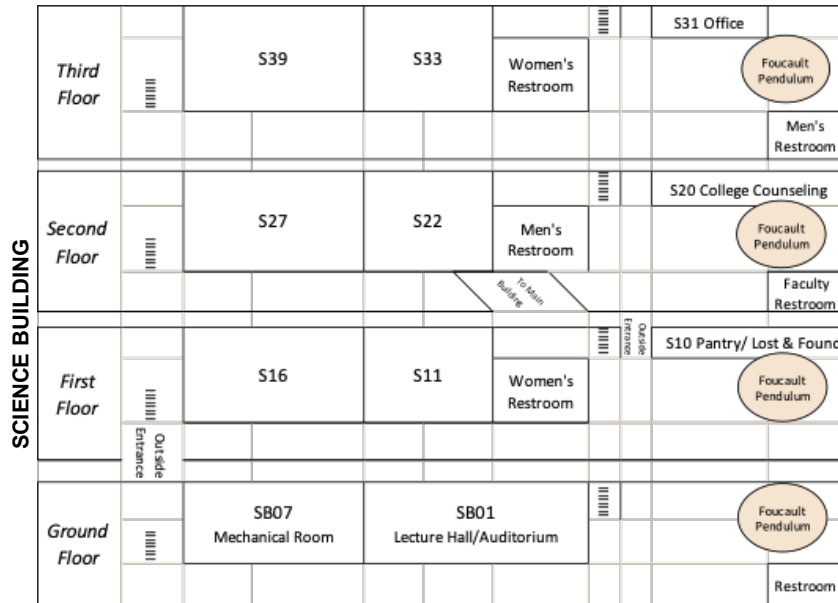 SCIENCE BUILDING
Third
Floor
S39
S33
Women's
Restroom
S31 Office
Foucault
Pendulum
Men's
Restroom
Second
Floor
S27
S22
Men's
Restroom
To Main
Building
S20 College Counseling
Foucault
Pendulum
Faculty
Restroom
First
Floor
Outside
Entrance
S16
S11
Women's
Restroom
Outside
Entrance
S10 Pantry/ Lost & Found
Foucault
Pendulum
Ground
Floor
SB07
Mechanical Room
SB01
Lecture Hall/Auditorium
Foucault
Pendulum
Restroom